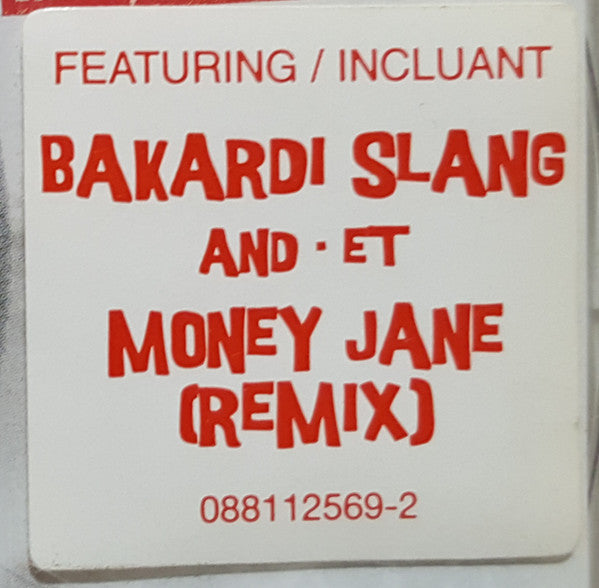 FEATURING / INCLUANT
BAKARDI SLANG
AND · ET
MONEY JANE
(REMIX)
088112569-2